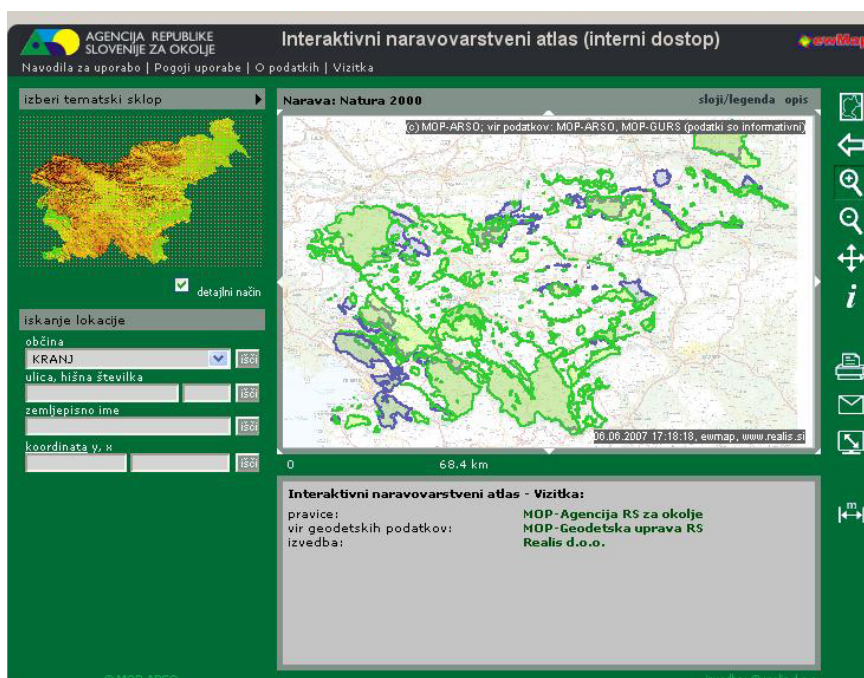 AGENCIJA REPUBLIKE
SLOVENIJE ZA OKOLJE
Interaktivni naravovarstveni atlas (interni dostop)
ewMap
Navodila za uporabo | Pogoji uporabe | O podatkih | Vizitka
izberi tematski sklop
Narava: Natura 2000
sloji/legenda opis
(c) MOP-ARSO; vir podatkov: MOP-ARSO, MOP-GURS (podatki so informativni)
detajlni način
iskanje lokacije
občina
KRANJ
išči
ulica, hišna številka
išči
zemljepisno ime
išči
koordinata y, x
išči
06.06.2007 17:18:18, ewmap, www.realis.si
0 68.4 km
i
m
Interaktivni naravovarstveni atlas - Vizitka:
pravice: MOP-Agencija RS za okolje
vir geodetskih podatkov: MOP-Geodetska uprava RS
izvedba: Realis d.o.o.
© MOP-ARSO